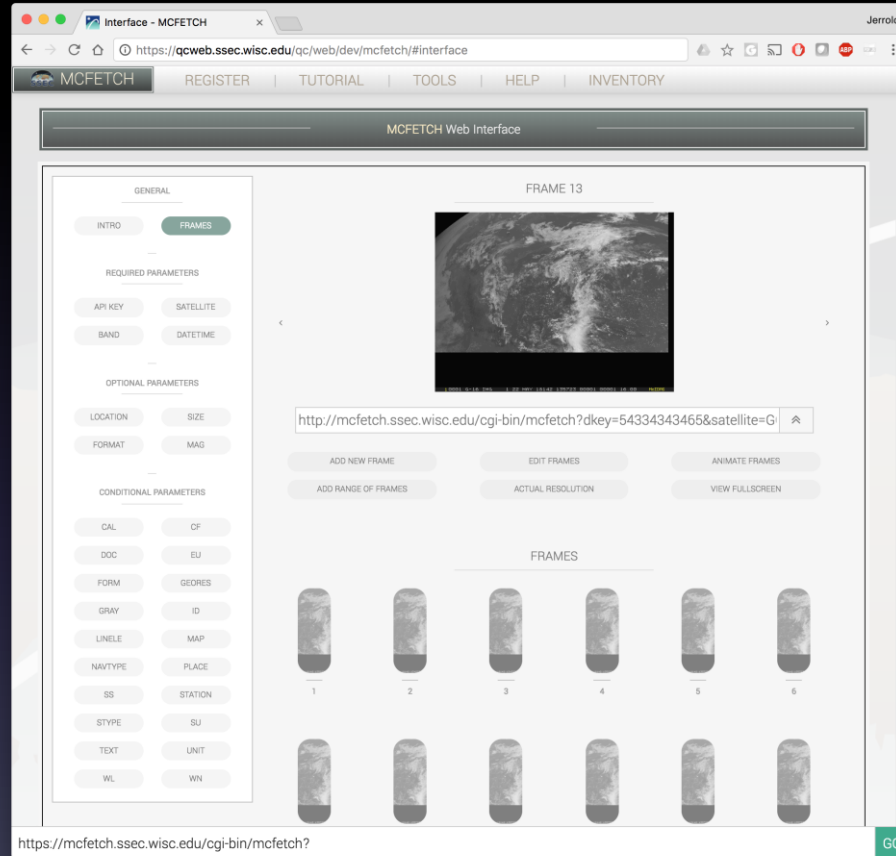 Interface - MCFETCH
Jerrold
https://qcweb.ssec.wisc.edu/qc/web/dev/mcfetch/#interface
MCFETCH REGISTER | TUTORIAL | TOOLS | HELP | INVENTORY
MCFETCH Web Interface
GENERAL
INTRO FRAMES
REQUIRED PARAMETERS
API KEY SATELLITE
BAND DATETIME
OPTIONAL PARAMETERS
LOCATION SIZE
FORMAT MAG
CONDITIONAL PARAMETERS
CAL CF
DOC EU
FORM GEORES
GRAY ID
LINELE MAP
NAVTYPE PLACE
SS STATION
STYPE SU
TEXT UNIT
WL WN
FRAME 13
http://mcfetch.ssec.wisc.edu/cgi-bin/mcfetch?dkey=54334343465&satellite=G
ADD NEW FRAME EDIT FRAMES ANIMATE FRAMES
ADD RANGE OF FRAMES ACTUAL RESOLUTION VIEW FULLSCREEN
FRAMES
1 2 3 4 5 6
https://mcfetch.ssec.wisc.edu/cgi-bin/mcfetch?
GO